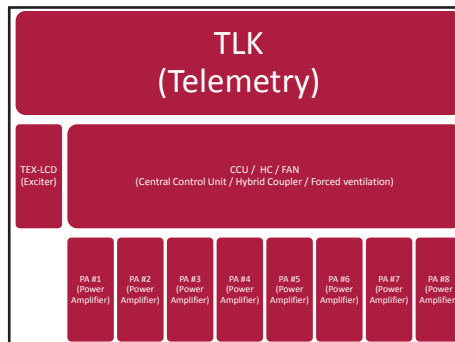 TLK
(Telemetry)
TEX-LCD
(Exciter)
CCU / HC / FAN
(Central Control Unit / Hybrid Coupler / Forced ventilation)
PA #1
(Power
Amplifier)
PA #2
(Power
Amplifier)
PA #3
(Power
Amplifier)
PA #4
(Power
Amplifier)
PA #5
(Power
Amplifier)
PA #6
(Power
Amplifier)
PA #7
(Power
Amplifier)
PA #8
(Power
Amplifier)